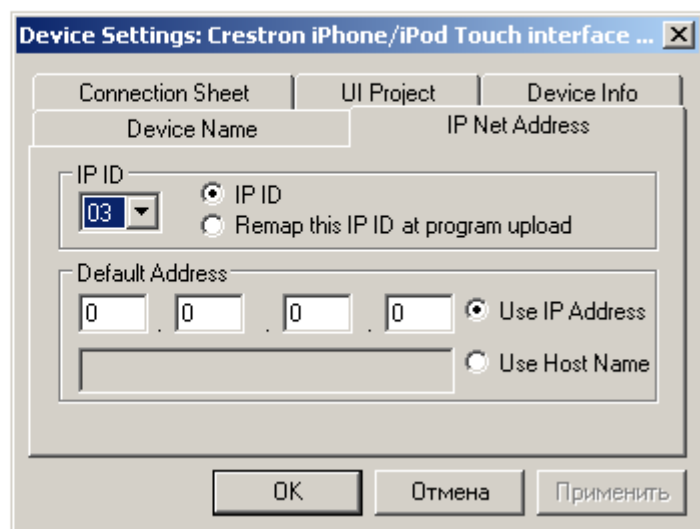 Device Settings: Crestron iPhone/iPod Touch interface ...
Connection Sheet UI Project Device Info
Device Name IP Net Address
IP ID
03 IP ID
Remap this IP ID at program upload
Default Address
0 . 0 . 0 . 0 Use IP Address
Use Host Name
OK Отмена Применить